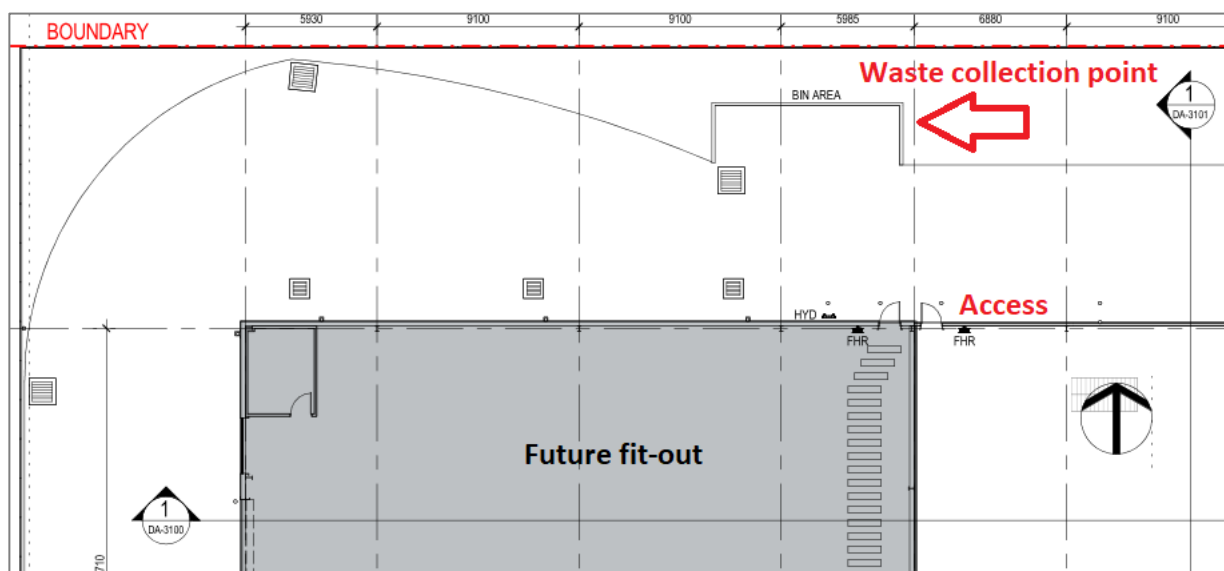 5930 9100 9100 5985 6880 9100
BOUNDARY
Waste collection point
BIN AREA
1
DA-3101
HYD
Access
FHR
FHR
Future fit-out
1
DA-3100
710